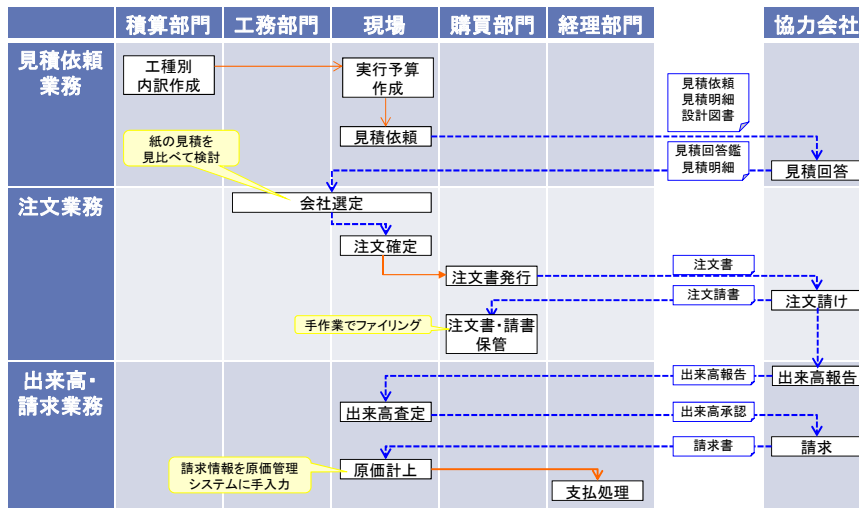 積算部門 工務部門 現場 購買部門 経理部門 協力会社
見積依頼
業務
工種別
内訳作成
実行予算
作成
見積依頼
見積明細
設計図書
見積依頼
紙の見積を
見比べて検討
見積回答鑑
見積明細
見積回答
注文業務
会社選定
注文確定
注文書発行
注文書
注文請書
注文請け
手作業でファイリング
注文書・請書
保管
出来高・
請求業務
出来高報告
出来高報告
出来高査定
出来高承認
請求書
請求
請求情報を原価管理
システムに手入力
原価計上
支払処理